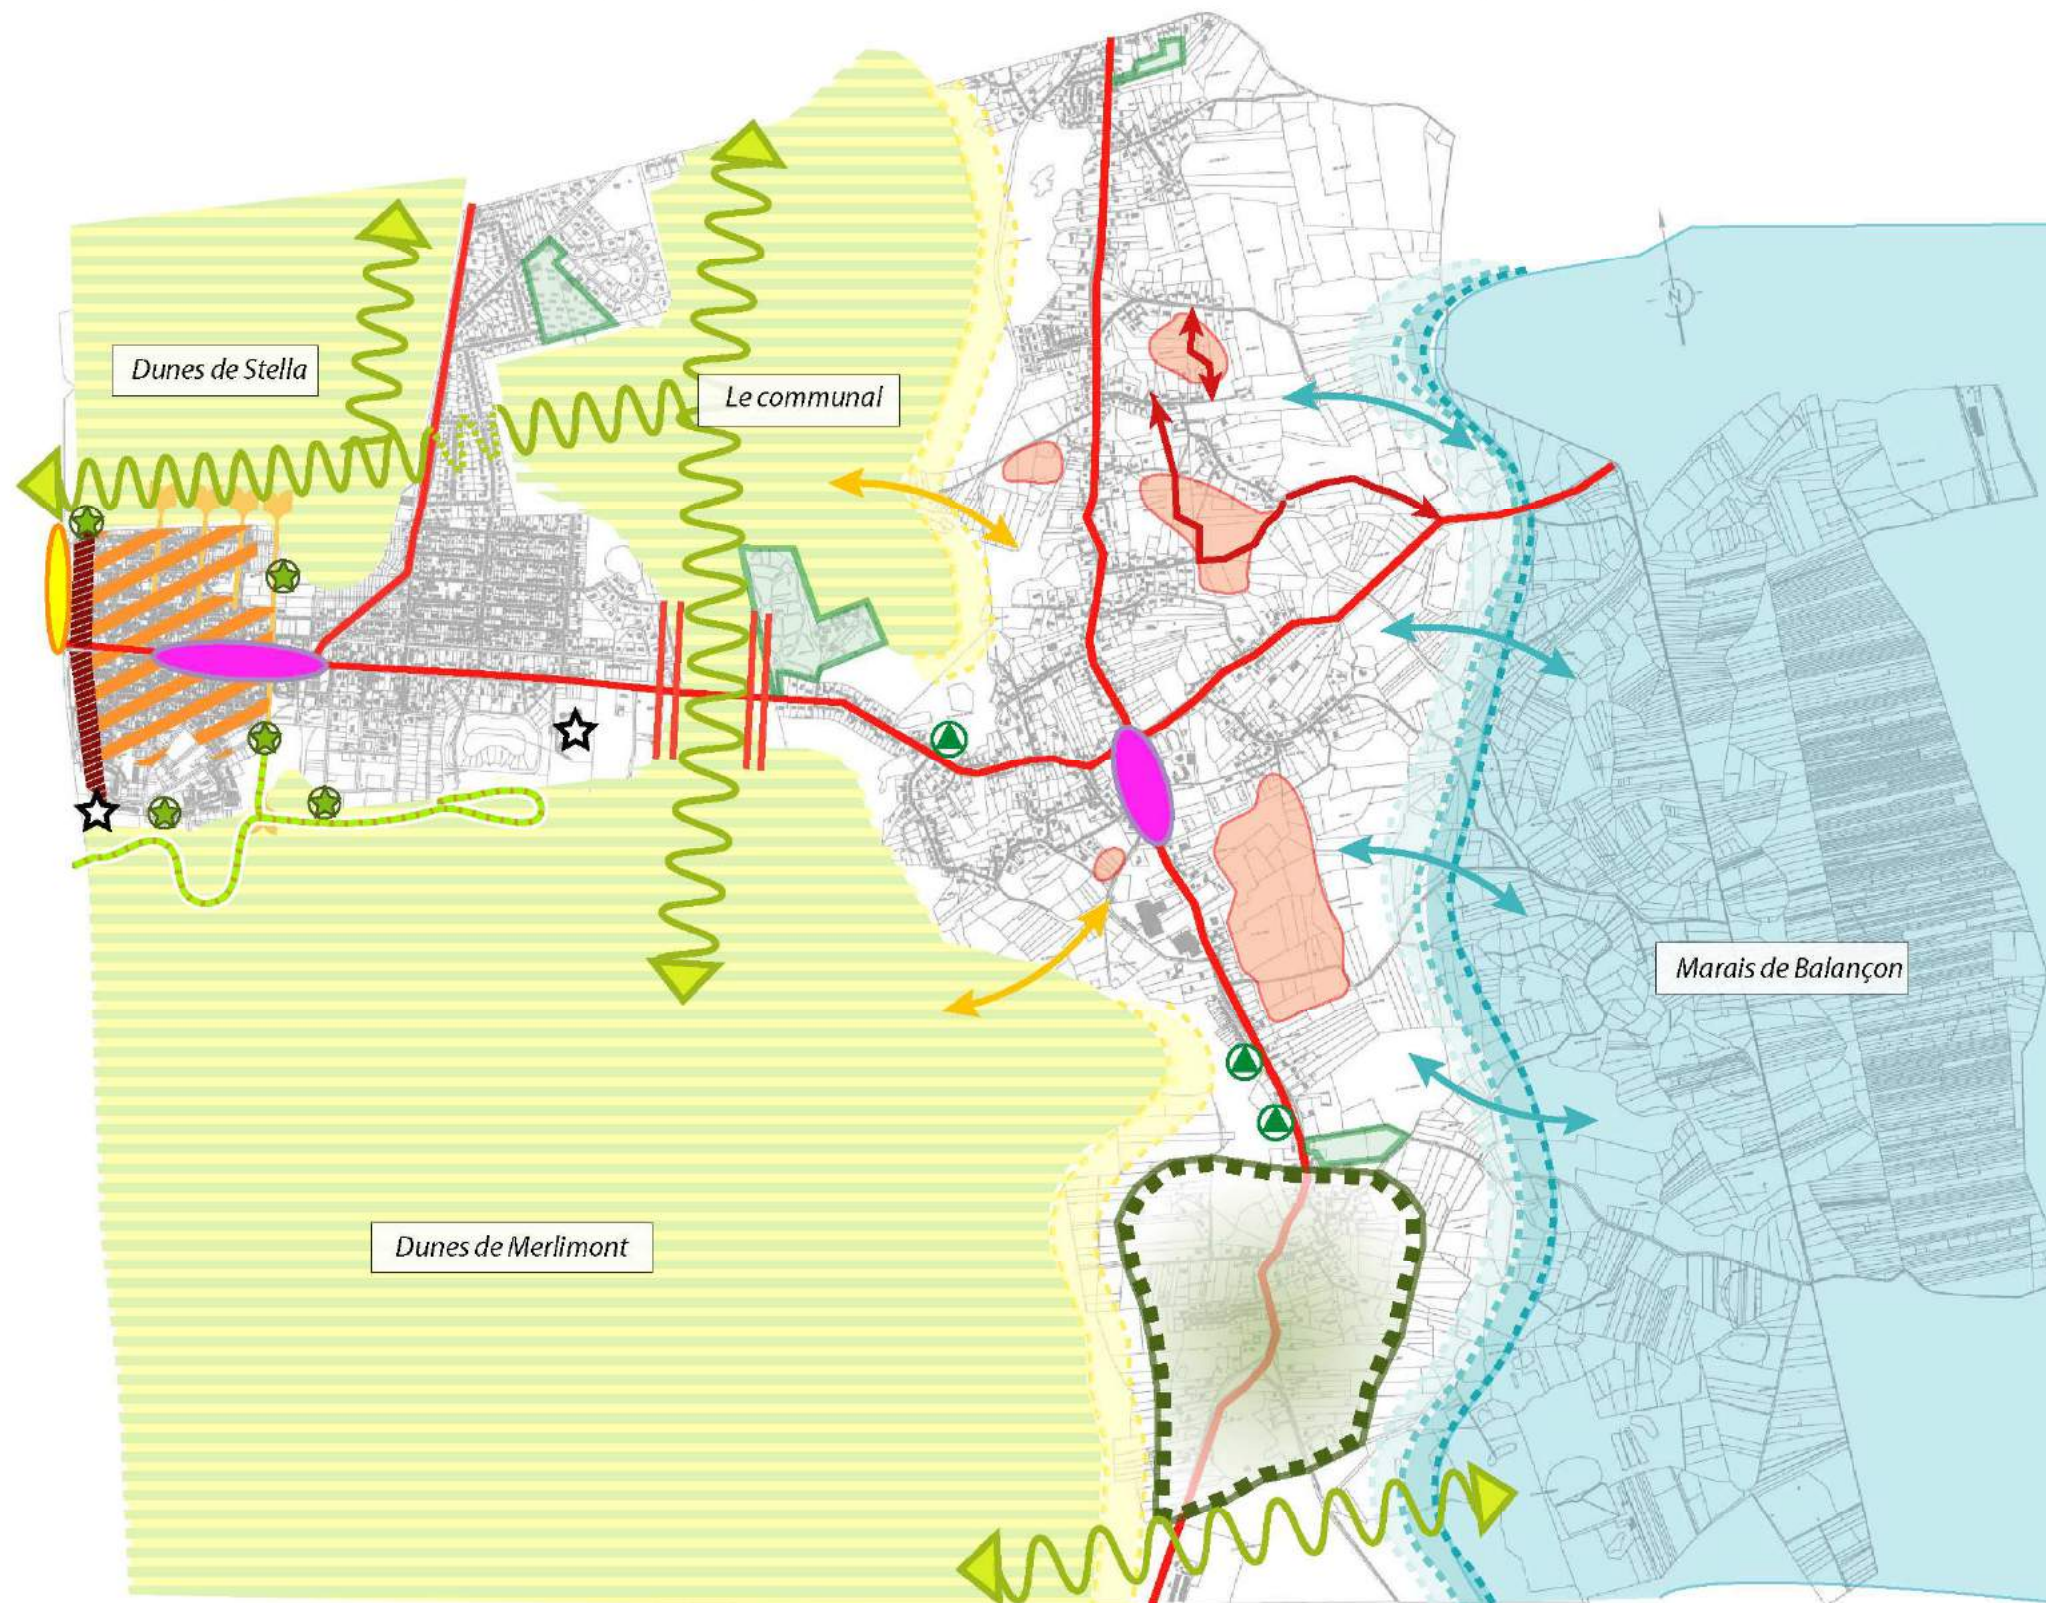 Dunes de Stella
Le communal
N
Marais de Balançon
Dunes de Merlimont